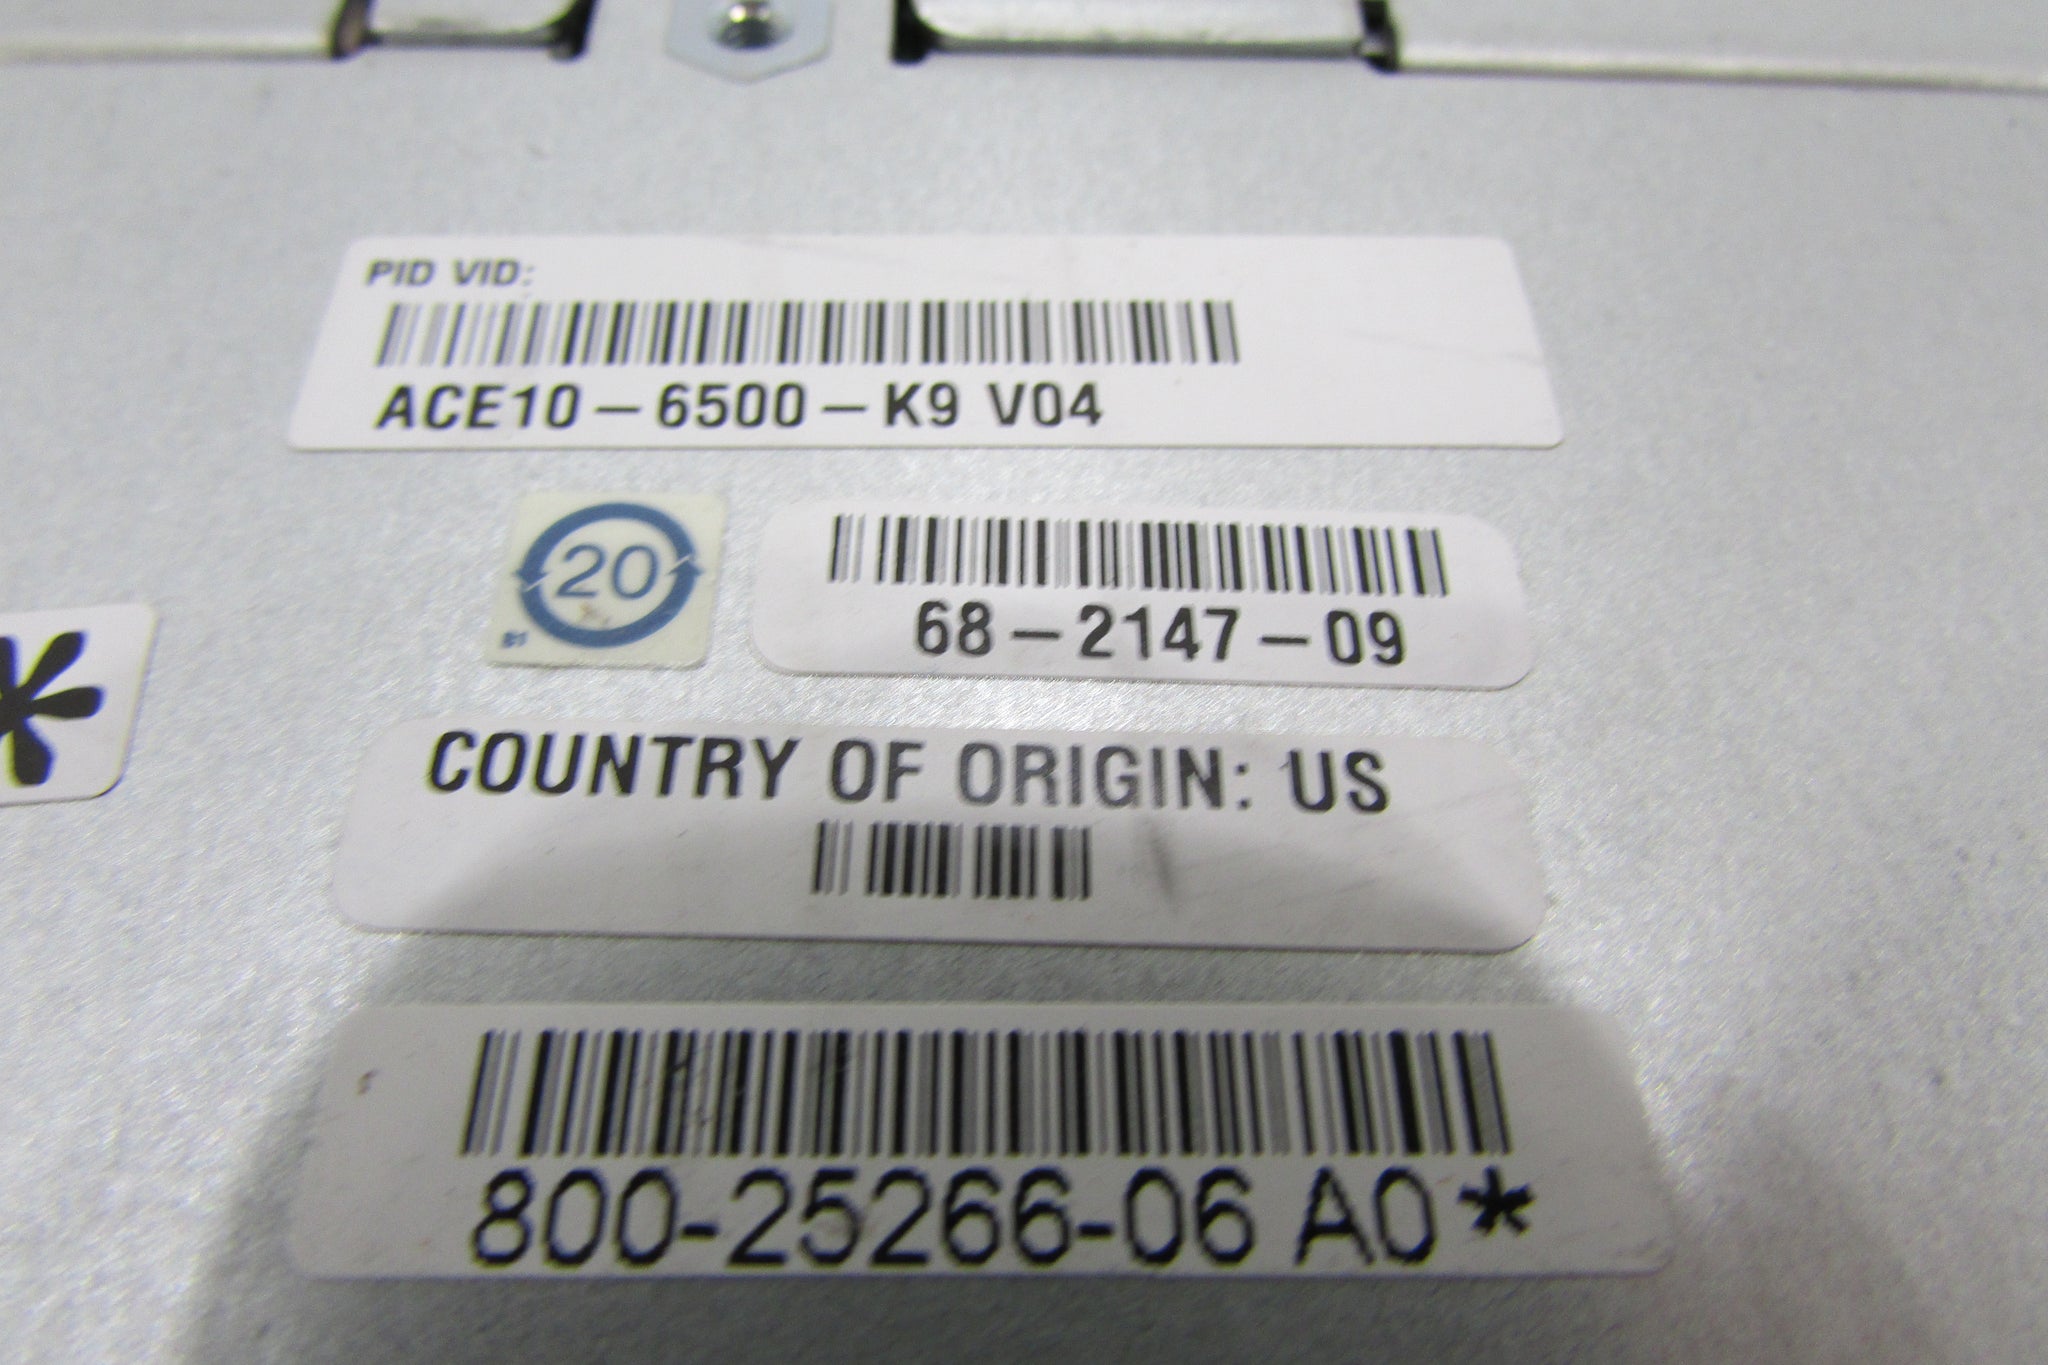 PID VID:
ACE10-6500-K9 V04
20
68-2147-09
COUNTRY OF ORIGIN: US
800-25266-06 A0*
*